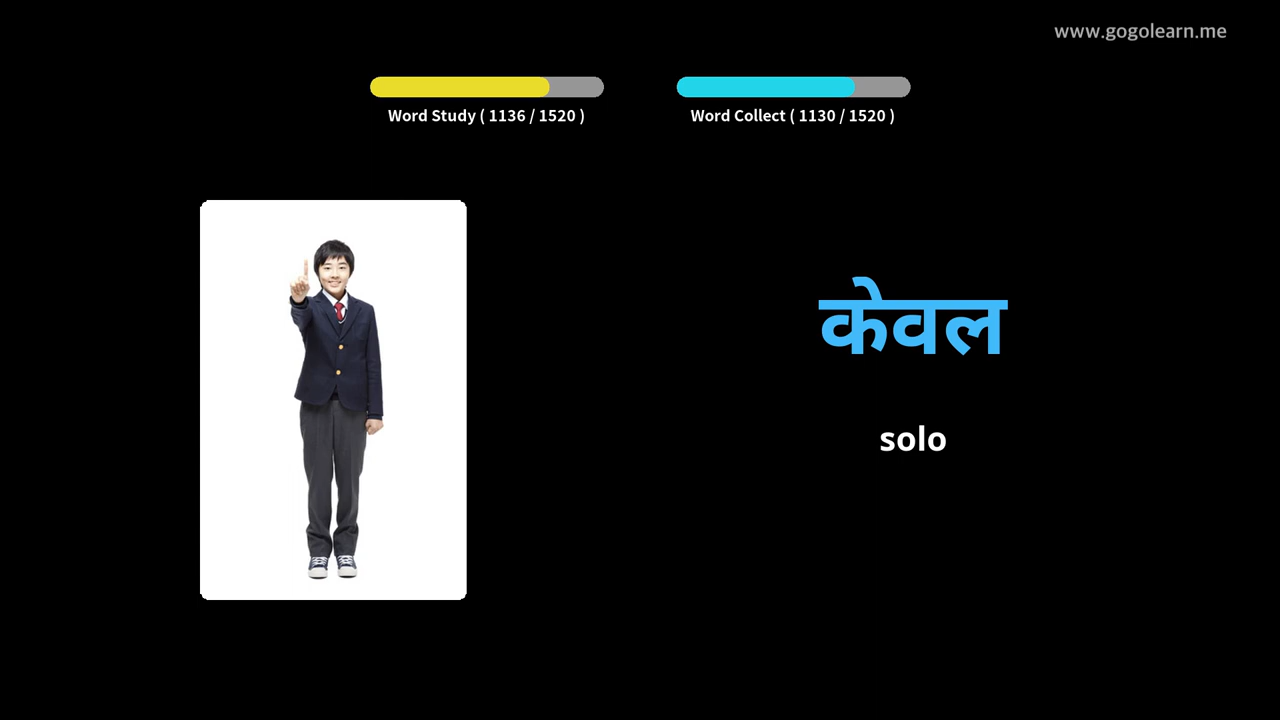 www.gogolearn.me
Word Study ( 1136 / 1520 )
Word Collect ( 1130 / 1520 )
केवल
solo